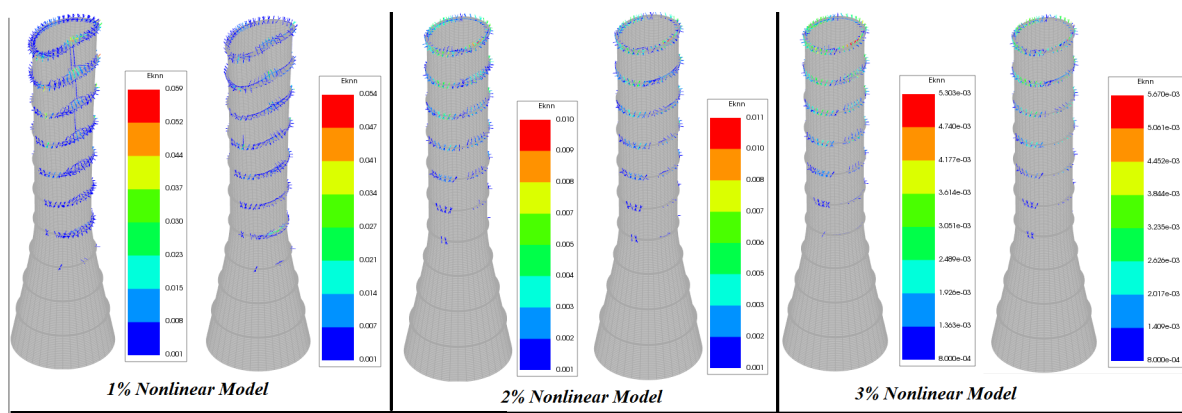 Eknn
0.059
0.052
0.044
0.037
0.030
0.023
0.015
0.008
0.001
Eknn
0.054
0.047
0.041
0.034
0.027
0.021
0.014
0.007
0.001
1% Nonlinear Model
Eknn
0.010
0.009
0.008
0.007
0.005
0.004
0.003
0.002
0.001
Eknn
0.011
0.010
0.008
0.007
0.006
0.005
0.003
0.002
0.001
2% Nonlinear Model
Eknn
5.303e-03
4.740e-03
4.177e-03
3.614e-03
3.051e-03
2.489e-03
1.926e-03
1.363e-03
8.000e-04
Eknn
5.670e-03
5.061e-03
4.452e-03
3.844e-03
3.235e-03
2.626e-03
2.017e-03
1.409e-03
8.000e-04
3% Nonlinear Model